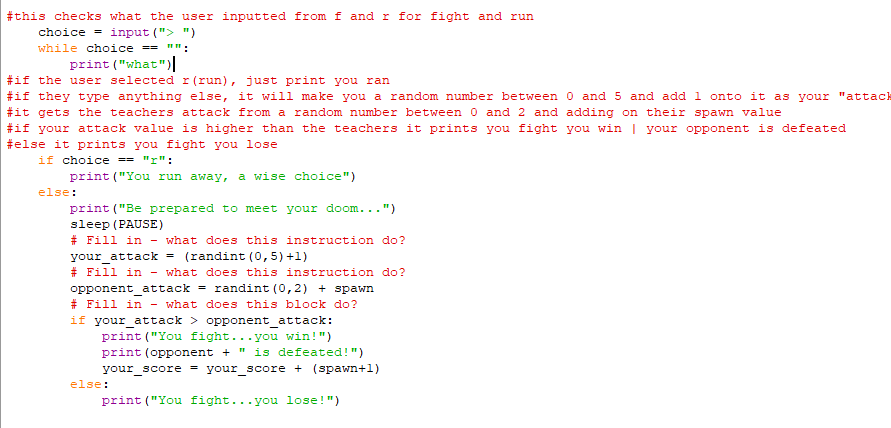 #this checks what the user inputted from f and r for fight and run
choice = input("> ")
while choice == "":
print("what")
#if the user selected r(run), just print you ran
#if they type anything else, it will make you a random number between 0 and 5 and add 1 onto it as your "attack
#it gets the teachers attack from a random number between 0 and 2 and adding on their spawn value
#if your attack value is higher than the teachers it prints you fight you win | your opponent is defeated
#else it prints you fight you lose
if choice == "r":
print("You run away, a wise choice")
else:
print("Be prepared to meet your doom...")
sleep(PAUSE)
# Fill in - what does this instruction do?
your_attack = (randint(0,5)+1)
# Fill in - what does this instruction do?
opponent_attack = randint(0,2) + spawn
# Fill in - what does this block do?
if your_attack > opponent_attack:
print("You fight...you win!")
print(opponent + " is defeated!")
your_score = your_score + (spawn+1)
else:
print("You fight...you lose!")